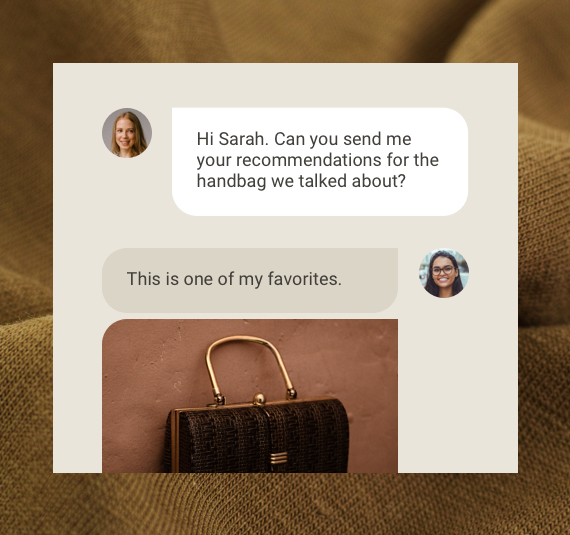 Hi Sarah. Can you send me
your recommendations for the
handbag we talked about?
This is one of my favorites.